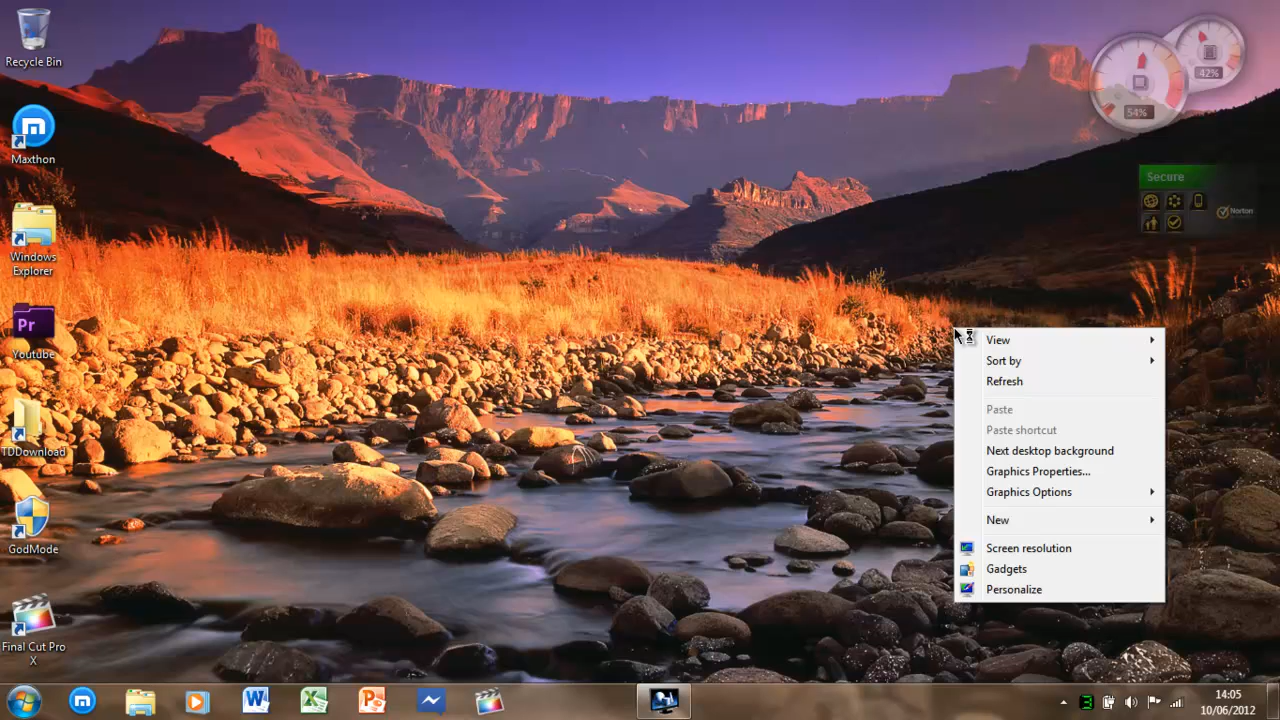 Recycle Bin
Maxthon
Windows
Explorer
Pr
Youtube
TDDownload
GodMode
Final Cut Pro
X
54%
42%
Secure
Norton
View
Sort by
Refresh
Paste
Paste shortcut
Next desktop background
Graphics Properties...
Graphics Options
New
Screen resolution
Gadgets
Personalize
14:05
10/06/2012